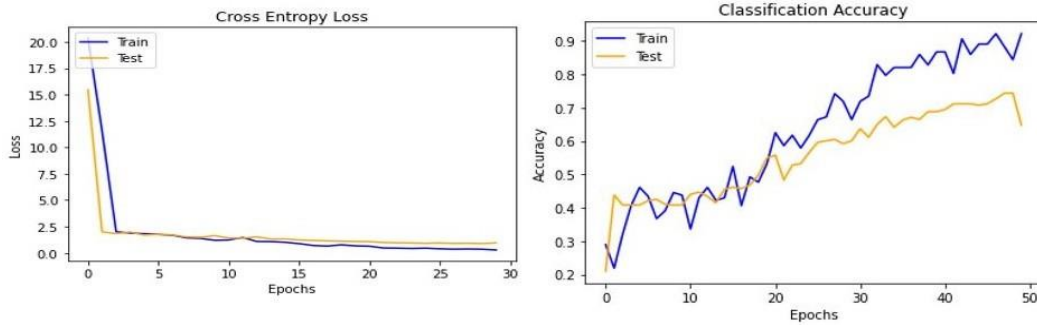 Cross Entropy Loss
Train
Test
20.0
17.5
15.0
12.5
10.0
7.5
5.0
2.5
0.0
Loss
0 5 10 15 20 25 30
Epochs
Classification Accuracy
Train
Test
0.9
0.8
0.7
0.6
0.5
0.4
0.3
0.2
Accuracy
0 10 20 30 40 50
Epochs